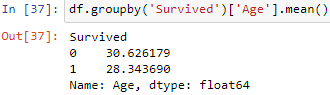 In [37]: df.groupby('Survived')['Age'].mean()
Out[37]: Survived
0    30.626179
1    28.343690
Name: Age, dtype: float64